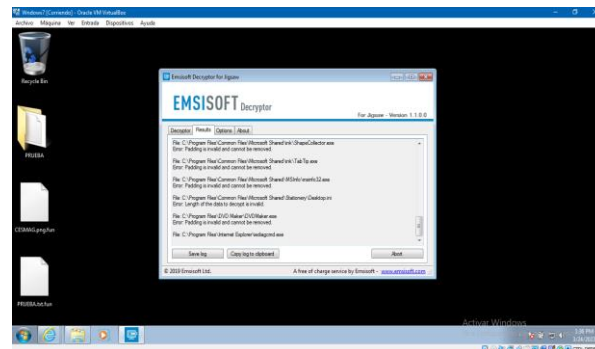 Windows7 [Corriendo] - Oracle VM VirtualBox
Archivo Máquina Ver Entrada Dispositivos Ayuda
Recycle Bin
PRUEBA
CESMAG.png.fun
PRUEBA.txt.fun
Emsisoft Decryptor for Jigsaw
EMSISOFT Decryptor
For Jigsaw - Version: 1.1.0.0
Decryptor Results Options About
File: C:\Program Files\Common Files\Microsoft Shared\ink\ShapeCollector.exe
Error: Padding is invalid and cannot be removed.
File: C:\Program Files\Common Files\Microsoft Shared\ink\TabTip.exe
Error: Padding is invalid and cannot be removed.
File: C:\Program Files\Common Files\Microsoft Shared\MSInfo\msinfo32.exe
Error: Padding is invalid and cannot be removed.
File: C:\Program Files\Common Files\Microsoft Shared\Stationery\Desktop.ini
Error: Length of the data to decrypt is invalid.
File: C:\Program Files\DVD Maker\DVDMaker.exe
Error: Padding is invalid and cannot be removed.
File: C:\Program Files\Internet Explorer\iediagcmd.exe
Save log Copy log to clipboard Abort
© 2019 Emsisoft Ltd. A free of charge service by Emsisoft - www.emsisoft.com
Activar Windows